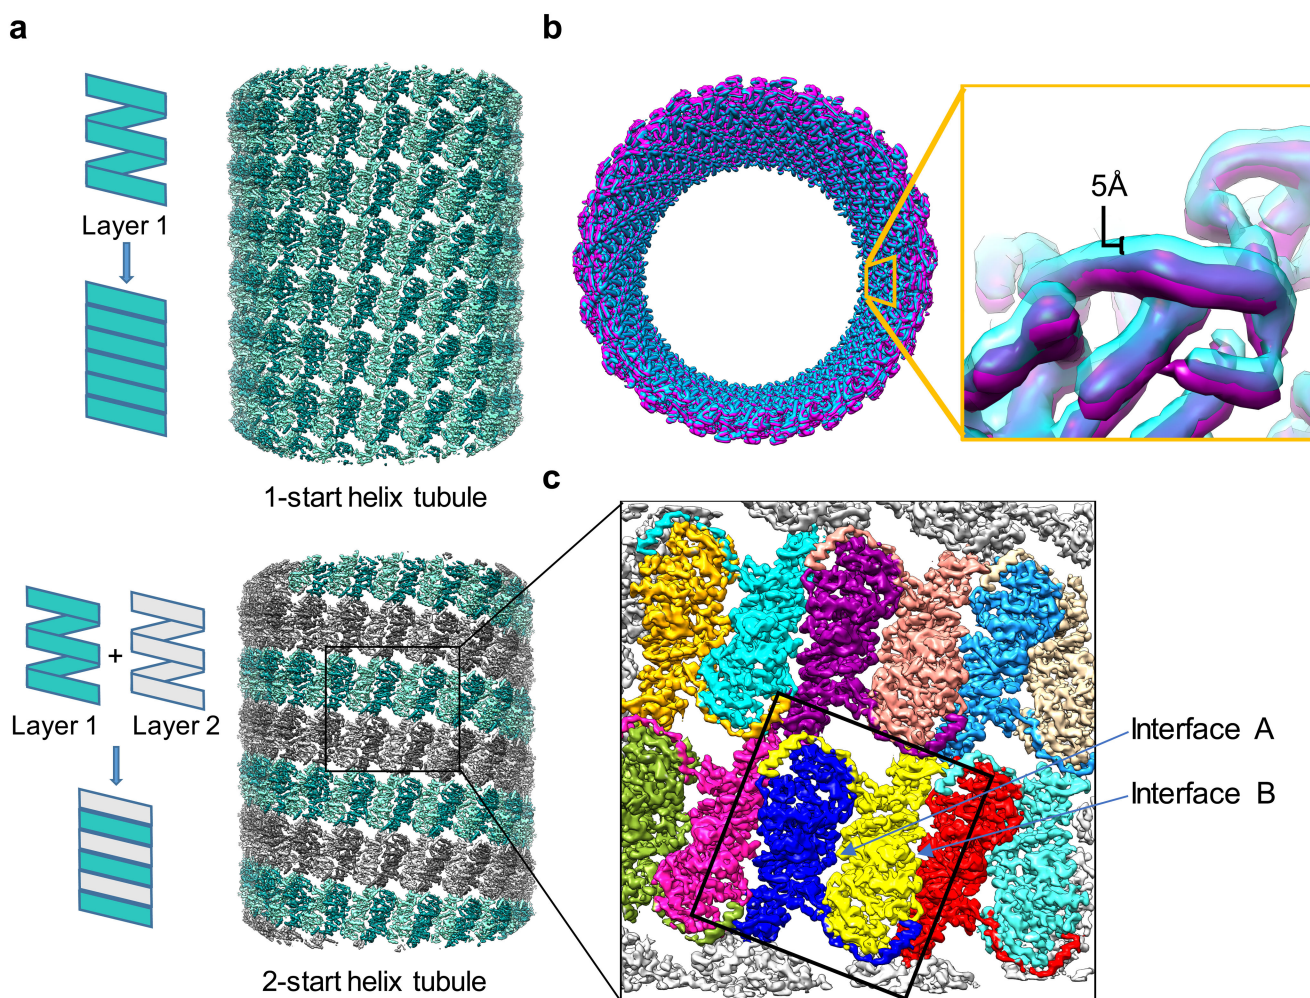 a
Layer 1
1-start helix tubule
b
5Å
Layer 1
+
Layer 2
2-start helix tubule
c
Interface A
Interface B